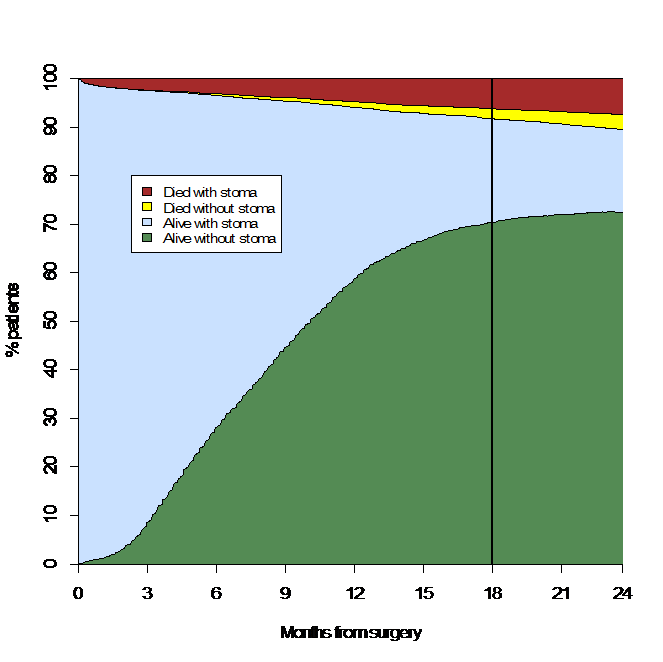 100
90
80
70
60
50
40
30
20
10
0
% patients
Died with stoma
Died without stoma
Alive with stoma
Alive without stoma
0 3 6 9 12 15 18 21 24
Months from surgery